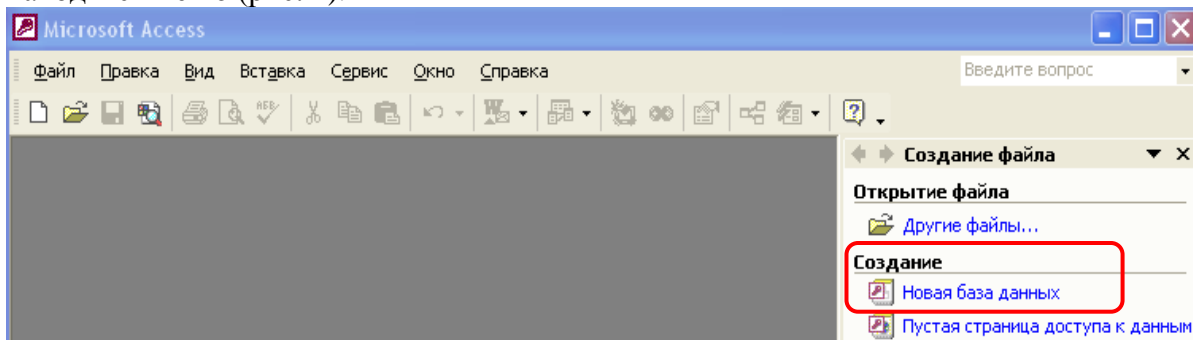 Microsoft Access
Файл Правка Вид Вставка Сервис Окно Справка Введите вопрос
Создание файла
Открытие файла
Другие файлы...
Создание
Новая база данных
Пустая страница доступа к данным